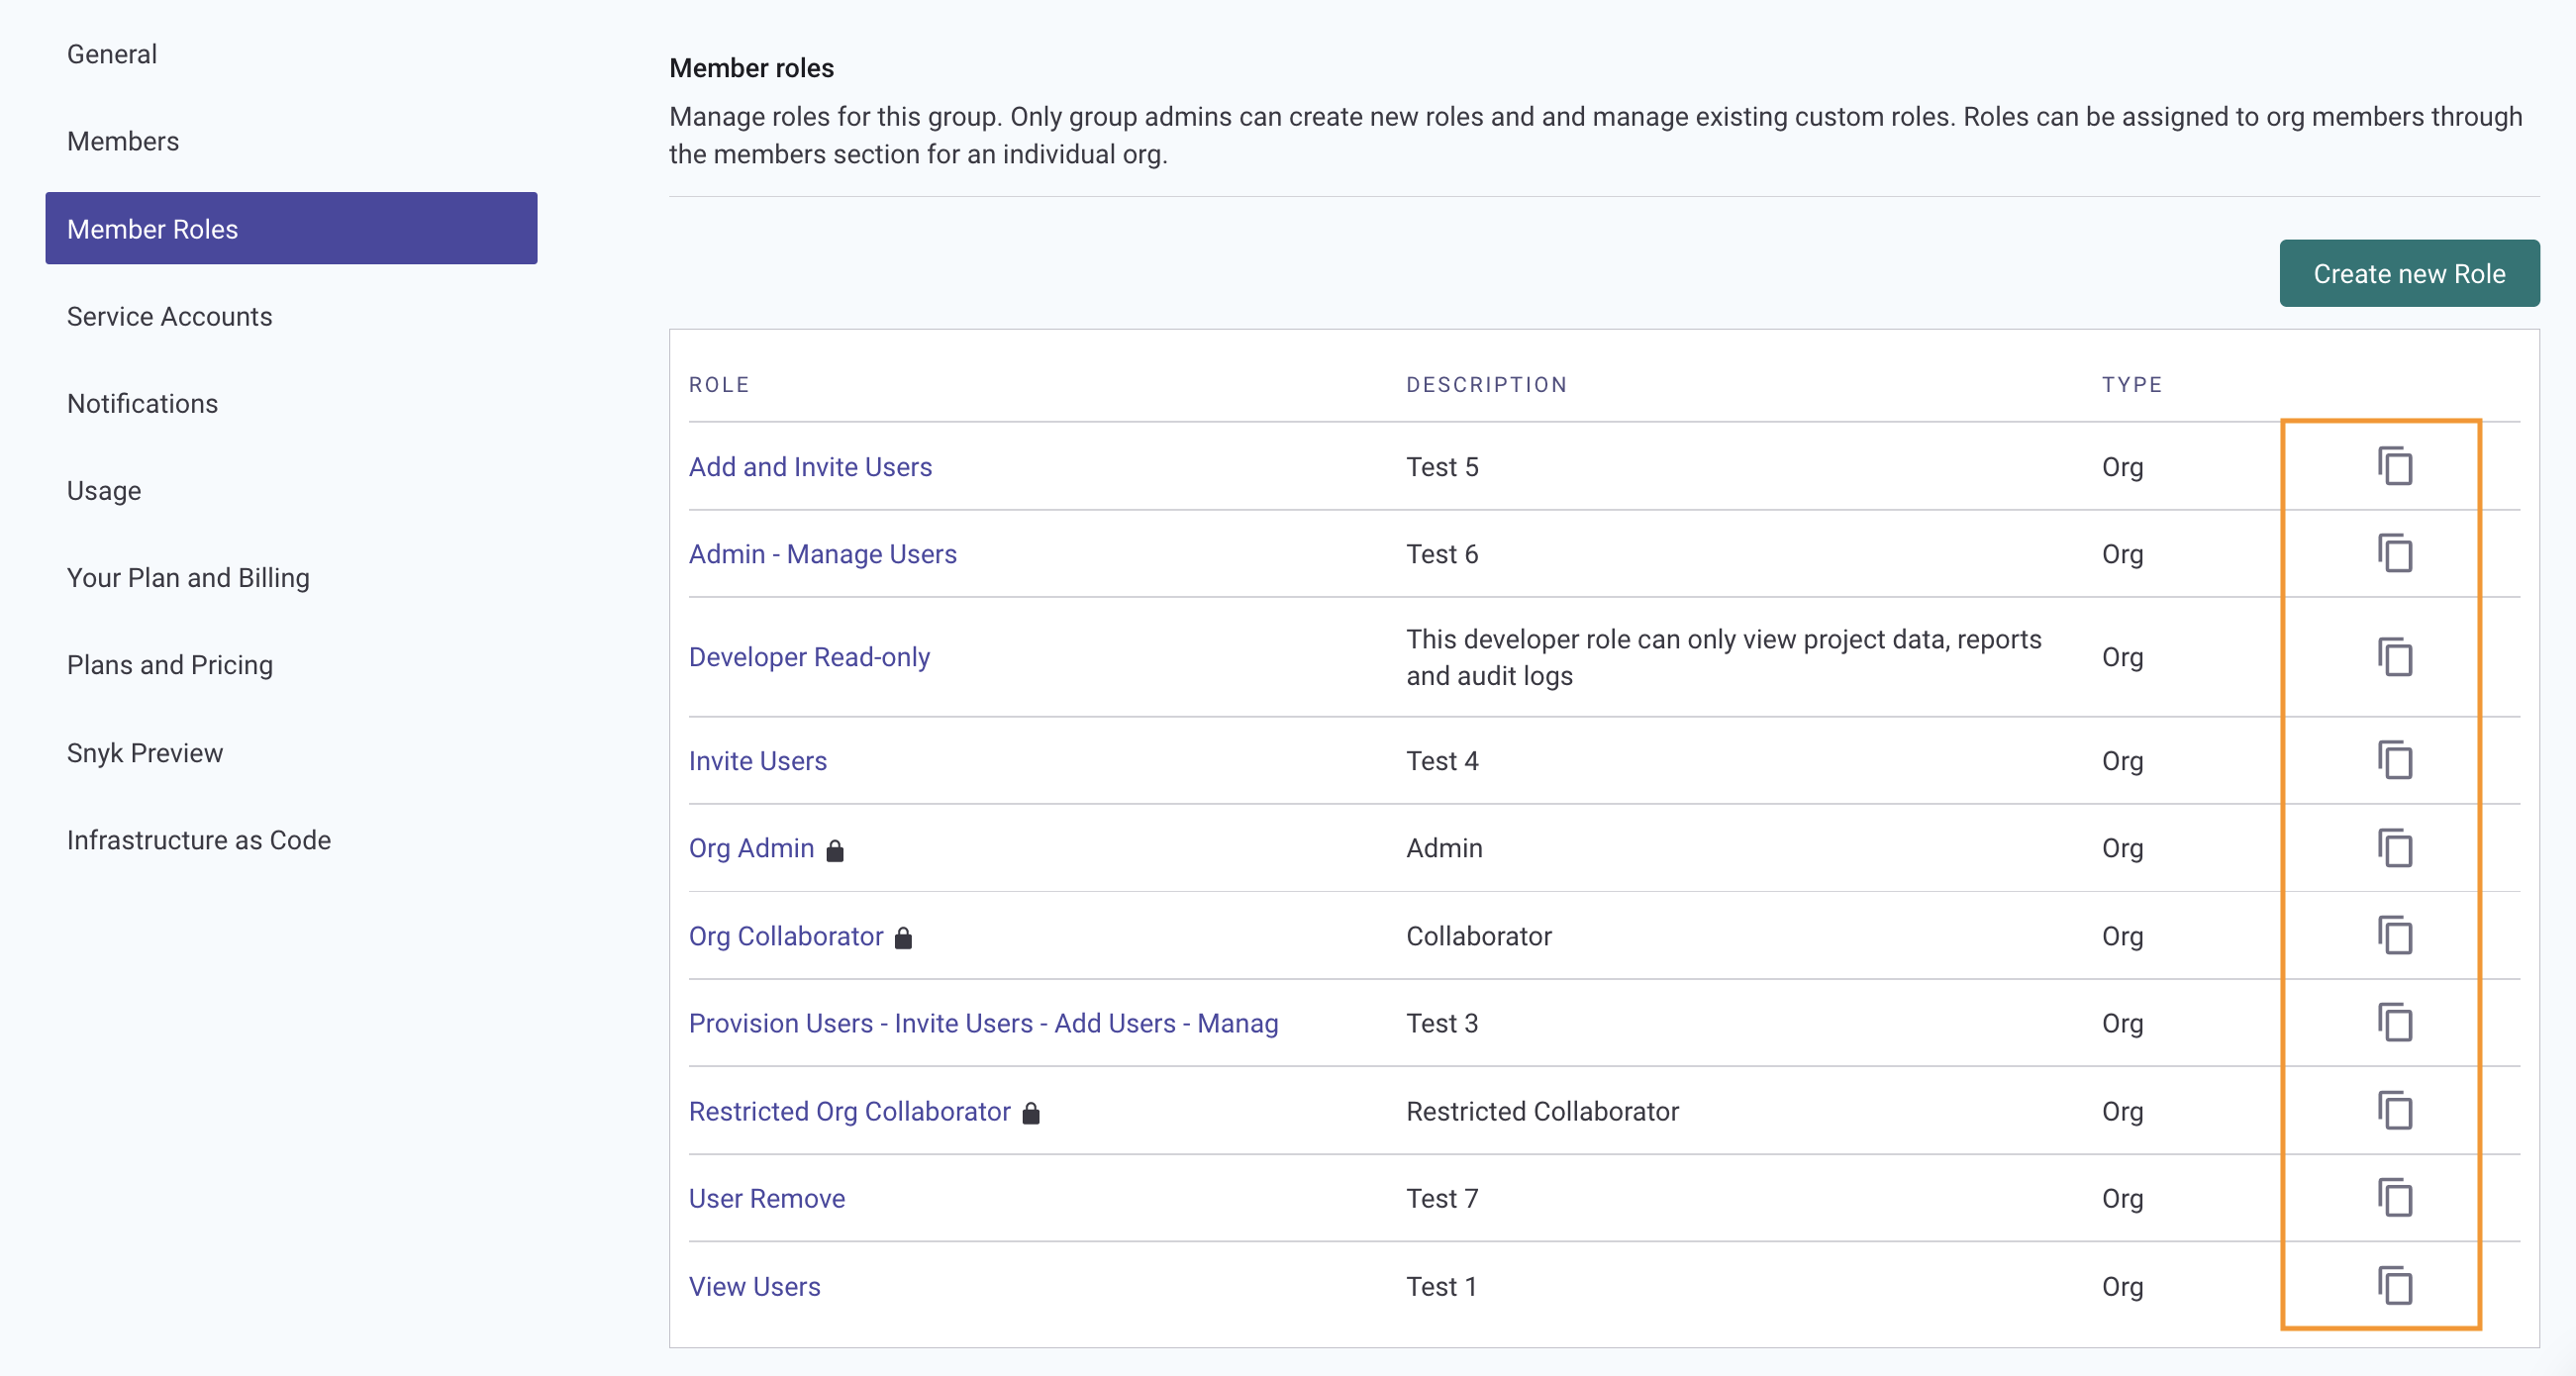 General
Members
Member Roles
Service Accounts
Notifications
Usage
Your Plan and Billing
Plans and Pricing
Snyk Preview
Infrastructure as Code
Member roles
Manage roles for this group. Only group admins can create new roles and and manage existing custom roles. Roles can be assigned to org members through
the members section for an individual org.
Create new Role
ROLE DESCRIPTION TYPE
Add and Invite Users Test 5 Org
Admin - Manage Users Test 6 Org
Developer Read-only This developer role can only view project data, reports Org
and audit logs
Invite Users Test 4 Org
Org Admin Admin Org
Org Collaborator Collaborator Org
Provision Users - Invite Users - Add Users - Manag Test 3 Org
Restricted Org Collaborator Restricted Collaborator Org
User Remove Test 7 Org
View Users Test 1 Org